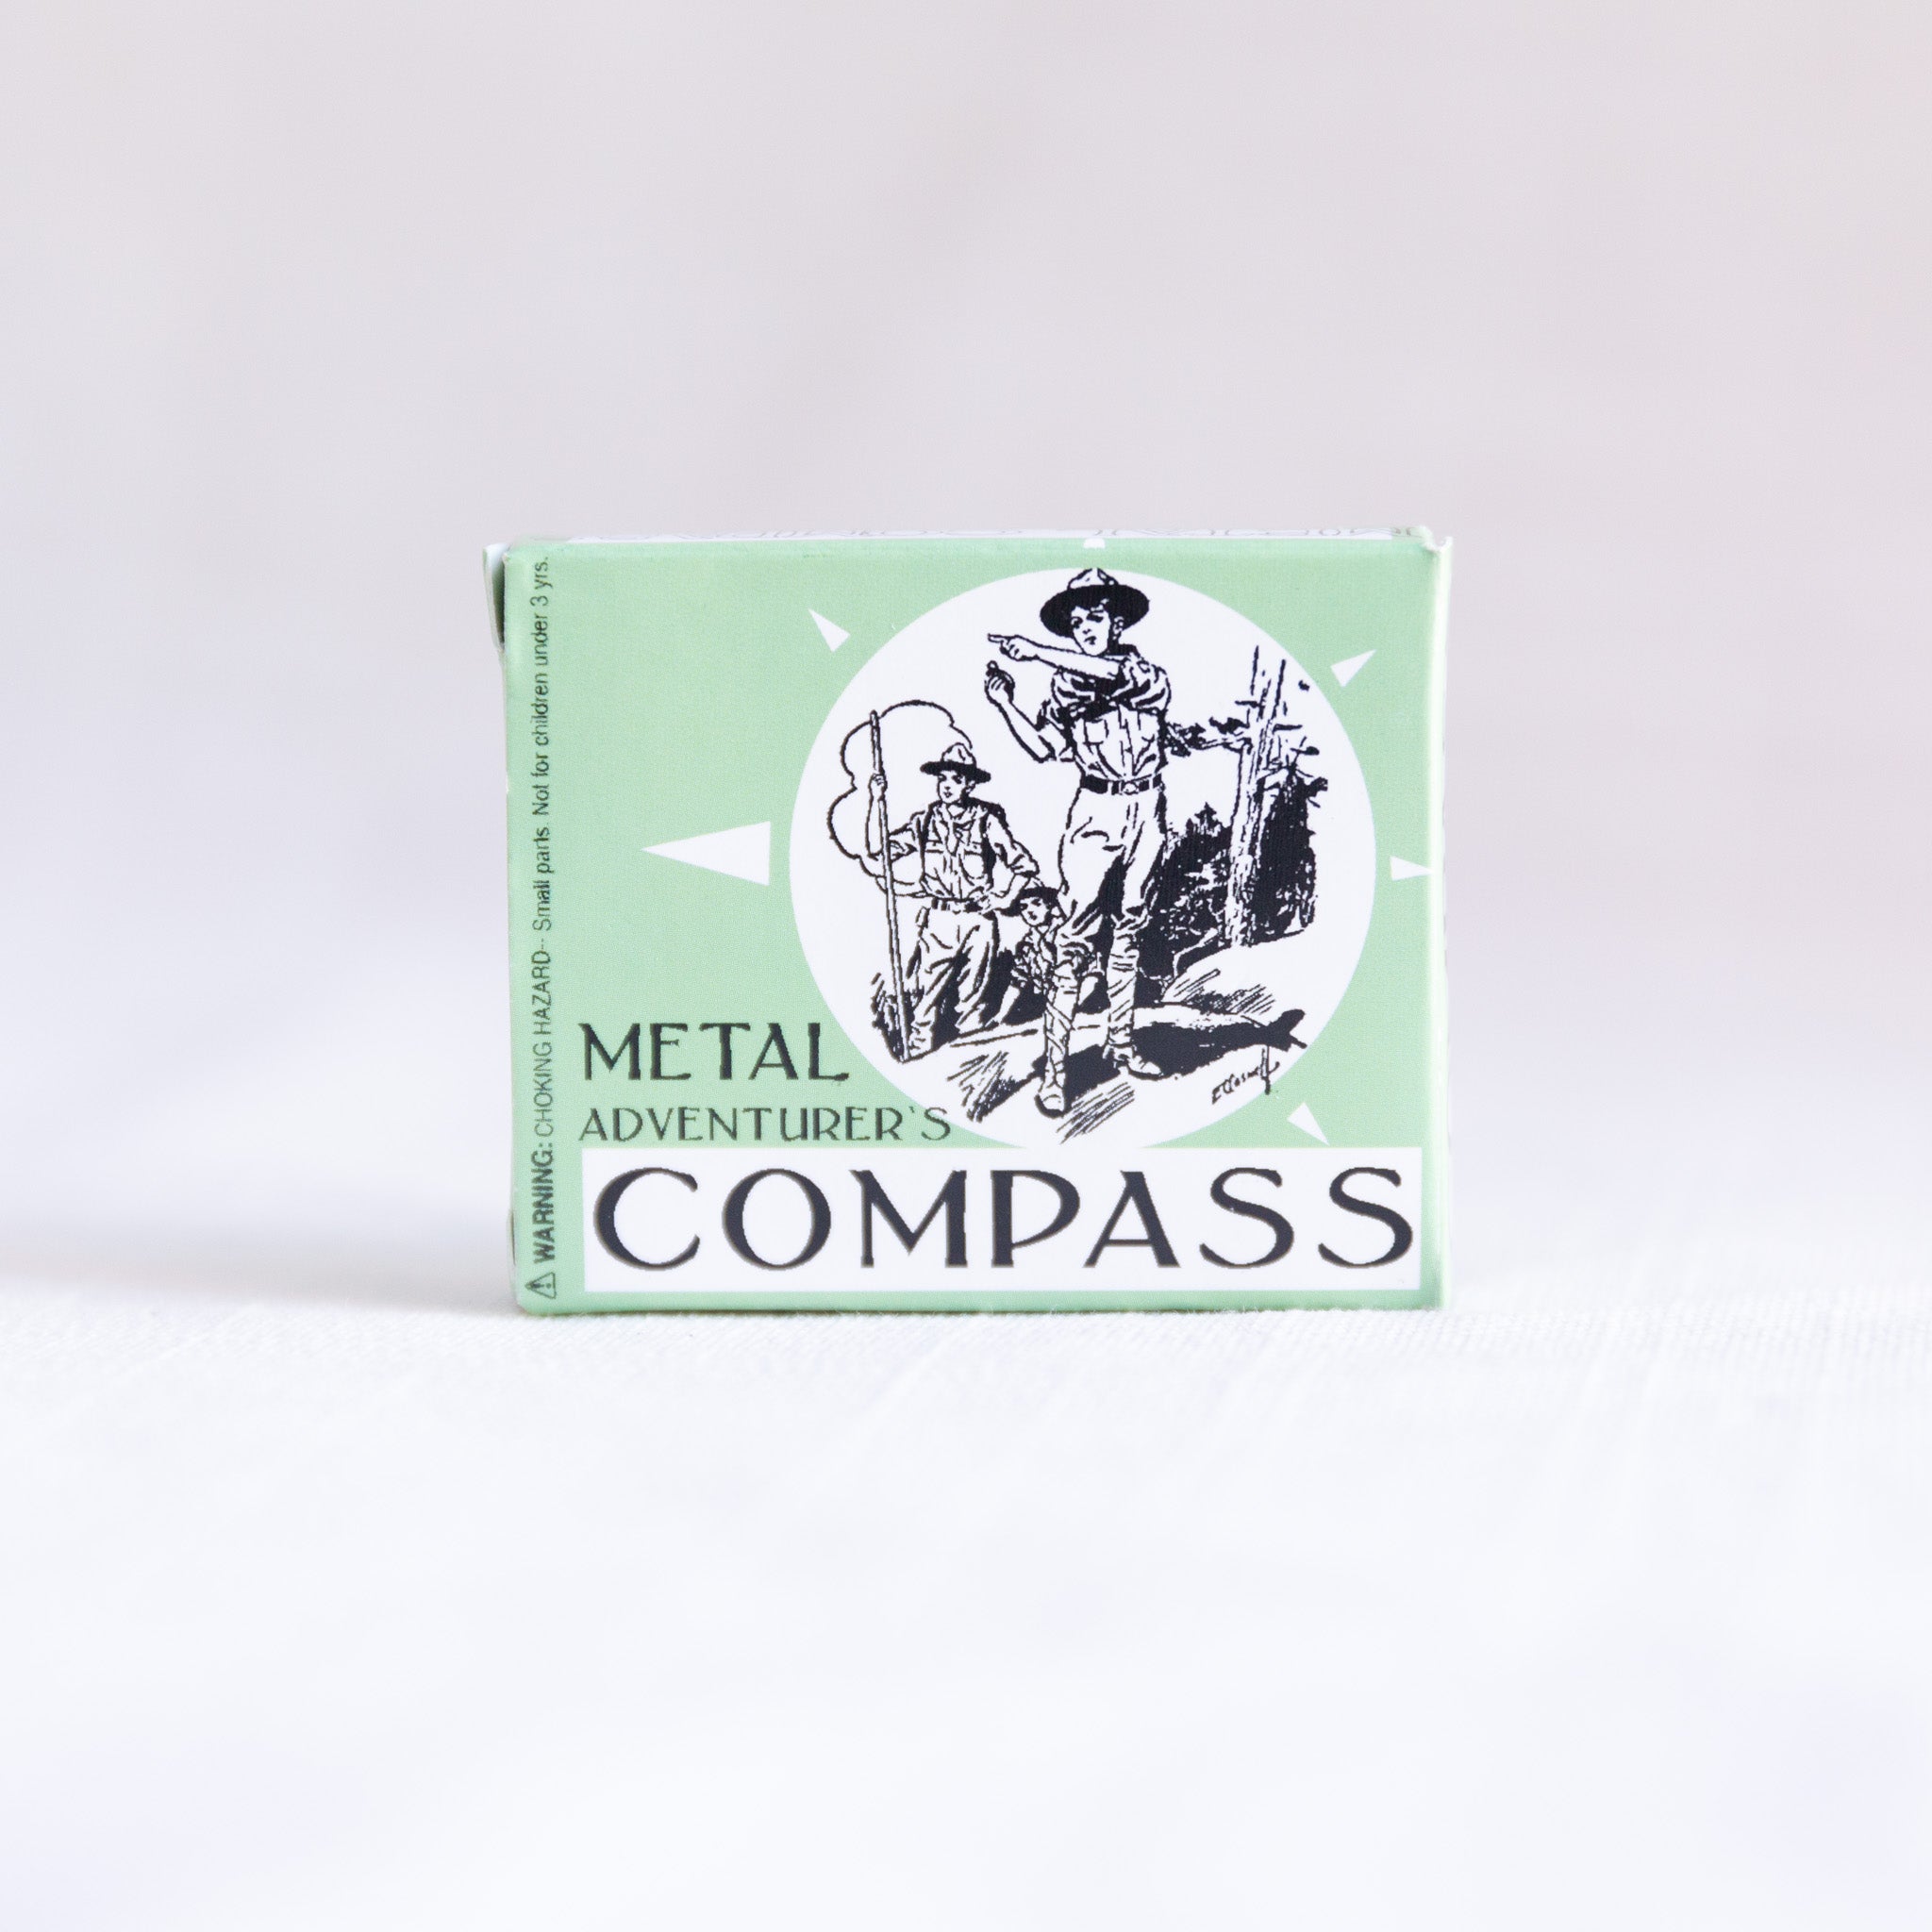 METAL
ADVENTURER'S
COMPASS
⚠ WARNING: CHOKING HAZARD-- Small parts. Not for children under 3 yrs.